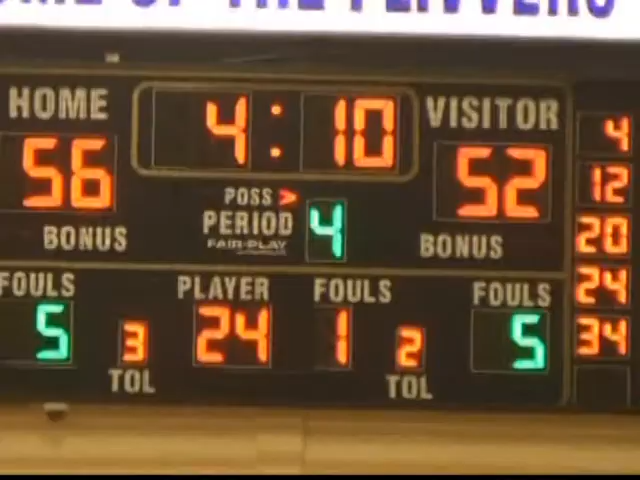 HOME 4:10 VISITOR
56 52
POSS >
PERIOD 4
FAIR-PLAY
BONUS BONUS
FOULS PLAYER FOULS FOULS
5 3 24 1 2 5
TOL TOL
4
12
20
24
34